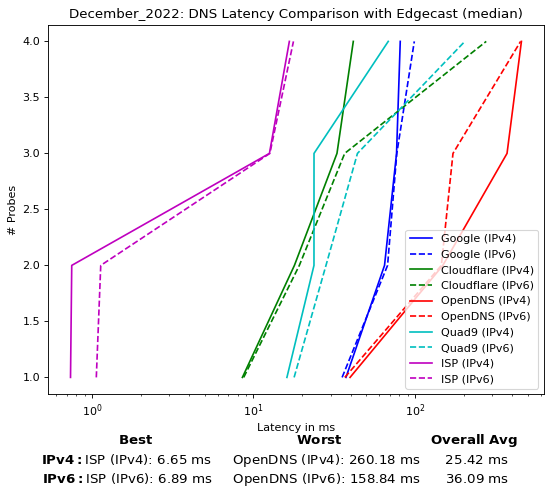 December_2022: DNS Latency Comparison with Edgecast (median)
# Probes
4.0
3.5
3.0
2.5
2.0
1.5
1.0
Google (IPv4)
Google (IPv6)
Cloudflare (IPv4)
Cloudflare (IPv6)
OpenDNS (IPv4)
OpenDNS (IPv6)
Quad9 (IPv4)
Quad9 (IPv6)
ISP (IPv4)
ISP (IPv6)
10⁰ 10¹ 10²
Latency in ms
Best Worst Overall Avg
IPv4: ISP (IPv4): 6.65 ms OpenDNS (IPv4): 260.18 ms 25.42 ms
IPv6: ISP (IPv6): 6.89 ms OpenDNS (IPv6): 158.84 ms 36.09 ms